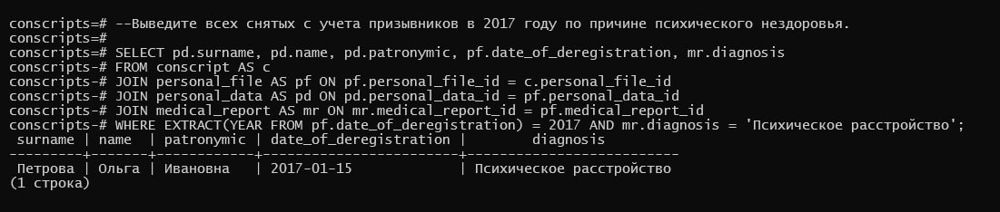 conscripts=# --Выведите всех снятых с учета призывников в 2017 году по причине психического нездоровья.
conscripts=#
conscripts=# SELECT pd.surname, pd.name, pd.patronymic, pf.date_of_deregistration, mr.diagnosis
conscripts-# FROM conscript AS c
conscripts-# JOIN personal_file AS pf ON pf.personal_file_id = c.personal_file_id
conscripts-# JOIN personal_data AS pd ON pd.personal_data_id = pf.personal_data_id
conscripts-# JOIN medical_report AS mr ON mr.medical_report_id = pf.medical_report_id
conscripts-# WHERE EXTRACT(YEAR FROM pf.date_of_deregistration) = 2017 AND mr.diagnosis = 'Психическое расстройство';
 surname | name  | patronymic | date_of_deregistration |        diagnosis
---------+-------+------------+------------------------+--------------------------
 Петрова | Ольга | Ивановна   | 2017-01-15             | Психическое расстройство
(1 строка)